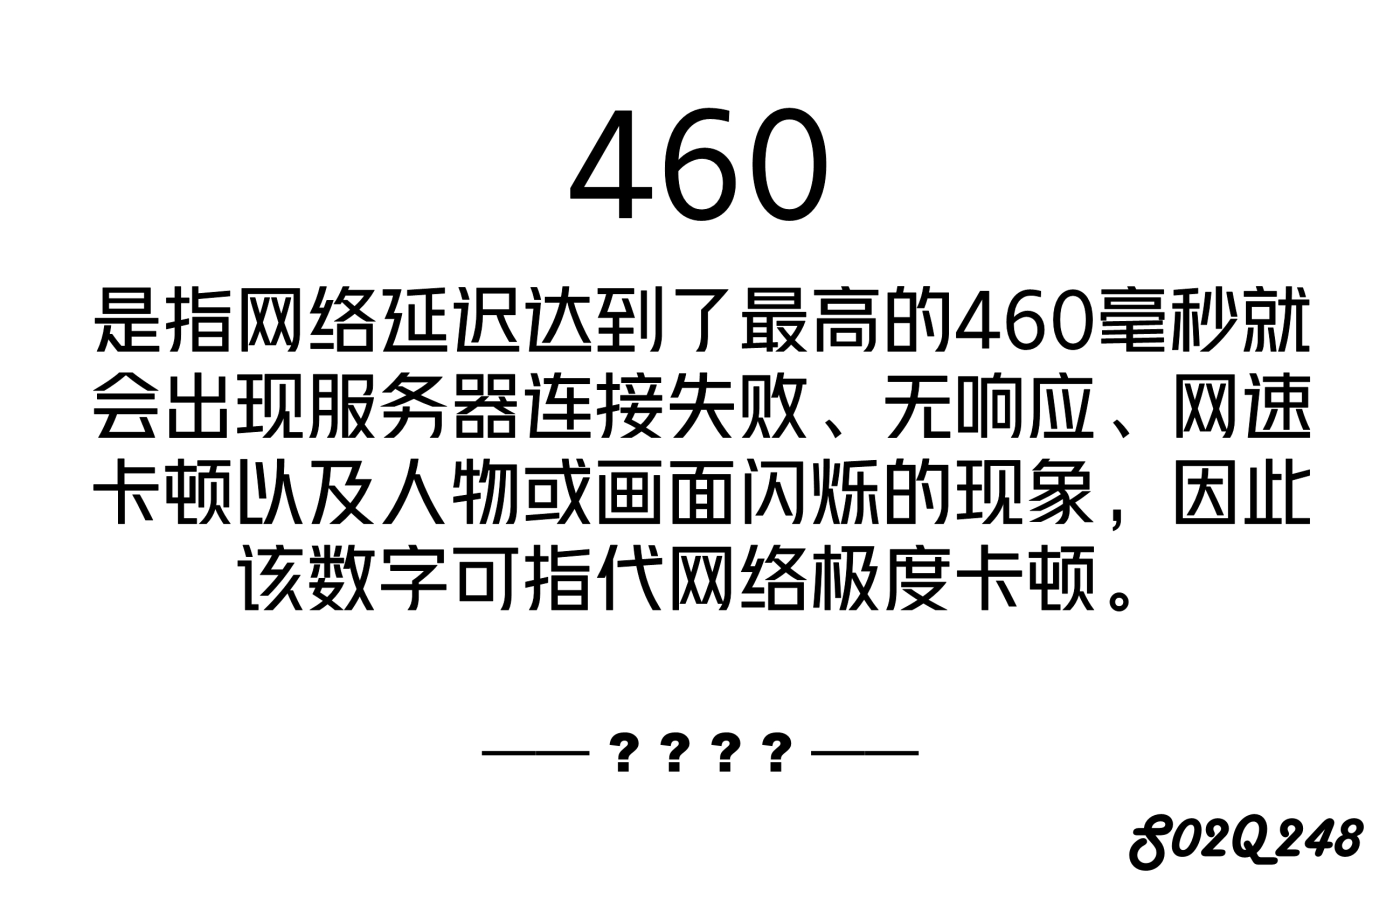 460
是指网络延迟达到了最高的460毫秒就
会出现服务器连接失败、无响应、网速
卡顿以及人物或画面闪烁的现象，因此
该数字可指代网络极度卡顿。
——？？？？——
S02Q248